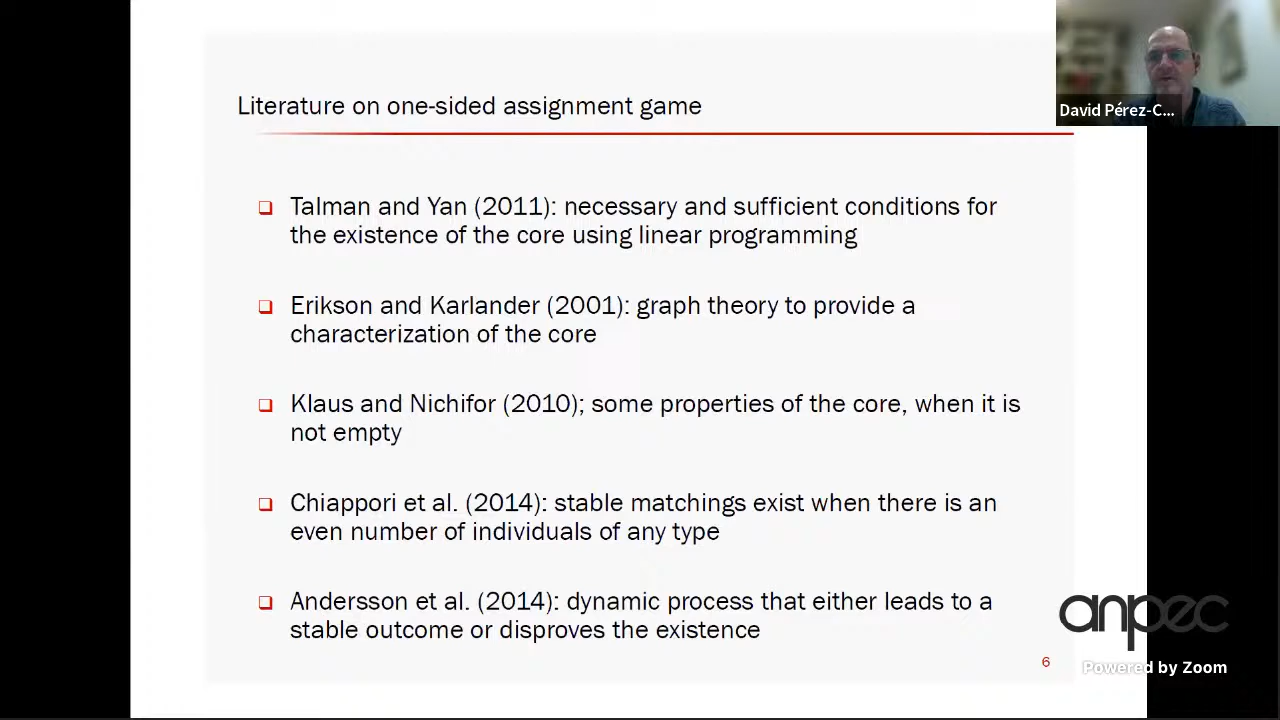 Literature on one-sided assignment game
David Pérez-C...
Talman and Yan (2011): necessary and sufficient conditions for
the existence of the core using linear programming
Erikson and Karlander (2001): graph theory to provide a
characterization of the core
Klaus and Nichifor (2010); some properties of the core, when it is
not empty
Chiappori et al. (2014): stable matchings exist when there is an
even number of individuals of any type
Andersson et al. (2014): dynamic process that either leads to a
stable outcome or disproves the existence
6
anpec
Powered by Zoom